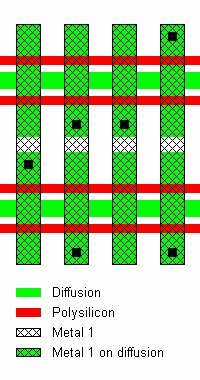 Diffusion
Polysilicon
Metal 1
Metal 1 on diffusion